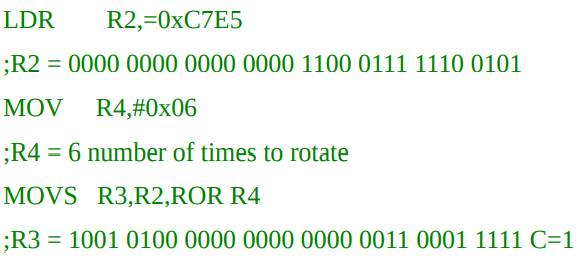 LDR R2,=0xC7E5
;R2 = 0000 0000 0000 0000 1100 0111 1110 0101
MOV R4,#0x06
;R4 = 6 number of times to rotate
MOVS R3,R2,ROR R4
;R3 = 1001 0100 0000 0000 0000 0011 0001 1111 C=1